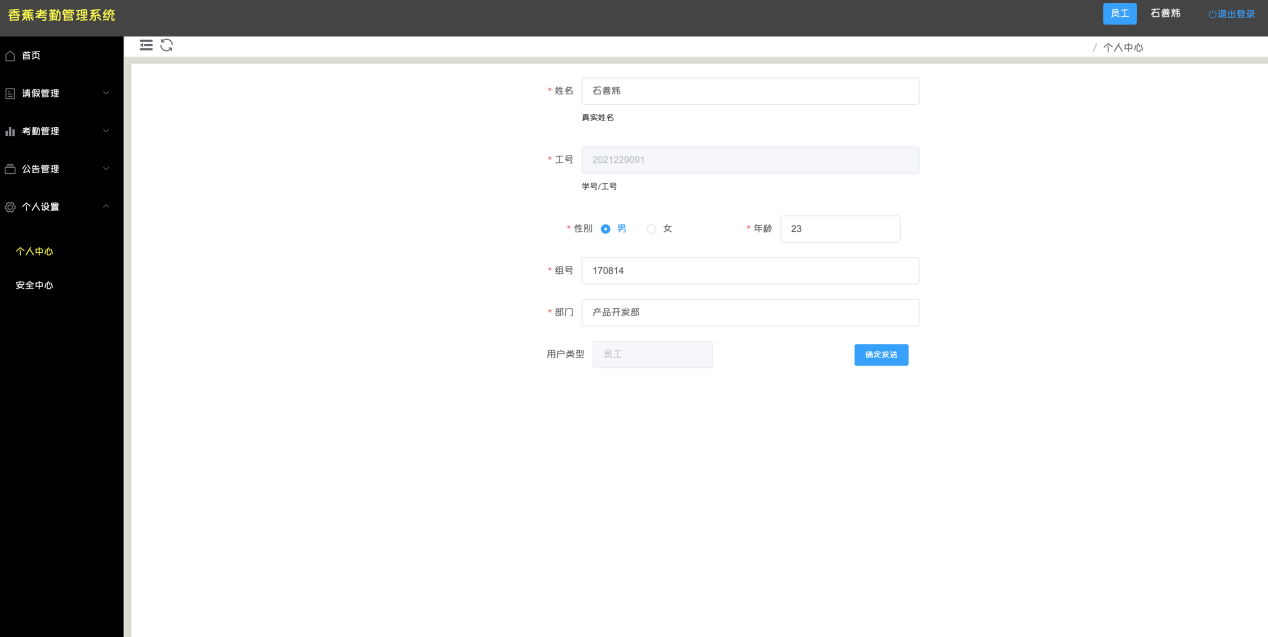 香蕉考勤管理系统
员工 石善炜 退出登录
首页
/ 个人中心
请假管理
考勤管理
公告管理
个人设置
个人中心
安全中心
* 姓名 石善炜
真实姓名
* 工号 2021229091
学号/工号
* 性别 男 女 * 年龄 23
* 组号 170814
* 部门 产品开发部
用户类型 员工 确定发送